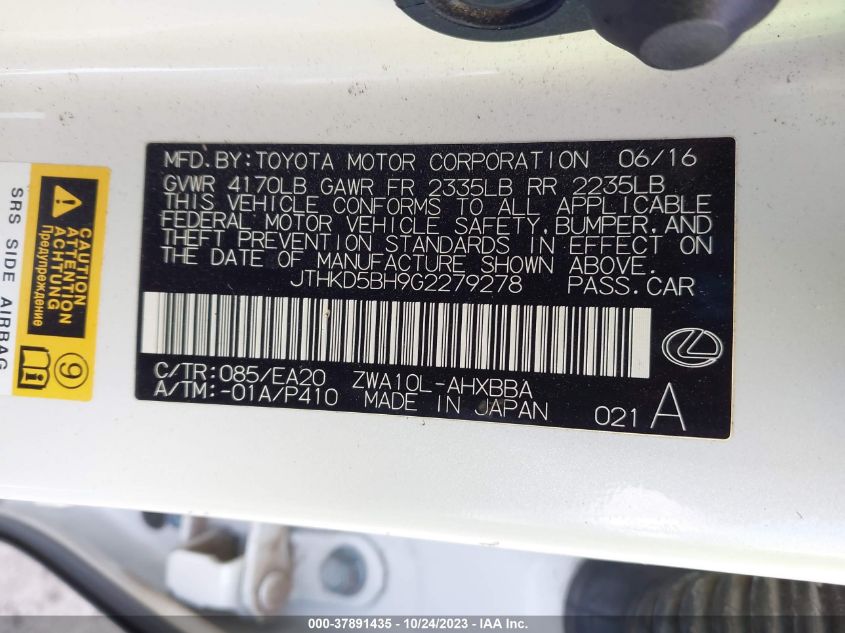 MFD. BY: TOYOTA MOTOR CORPORATION 06/16
GVWR 4170LB GAWR FR 2335LB RR 2235LB
THIS VEHICLE CONFORMS TO ALL APPLICABLE
FEDERAL MOTOR VEHICLE SAFETY, BUMPER, AND
THEFT PREVENTION STANDARDS IN EFFECT ON
THE DATE OF MANUFACTURE SHOWN ABOVE.
JTHKD5BH9G2279278 PASS. CAR
C/TR: 085/EA20 ZWA10L-AHXBBA
A/TM: -01A/P410 MADE IN JAPAN 021 A
CAUTION
ATTENTION
ACHTUNG
Предупреждение
9
SRS SIDE AIRBAG
000-37891435 - 10/24/2023 - IAA Inc.